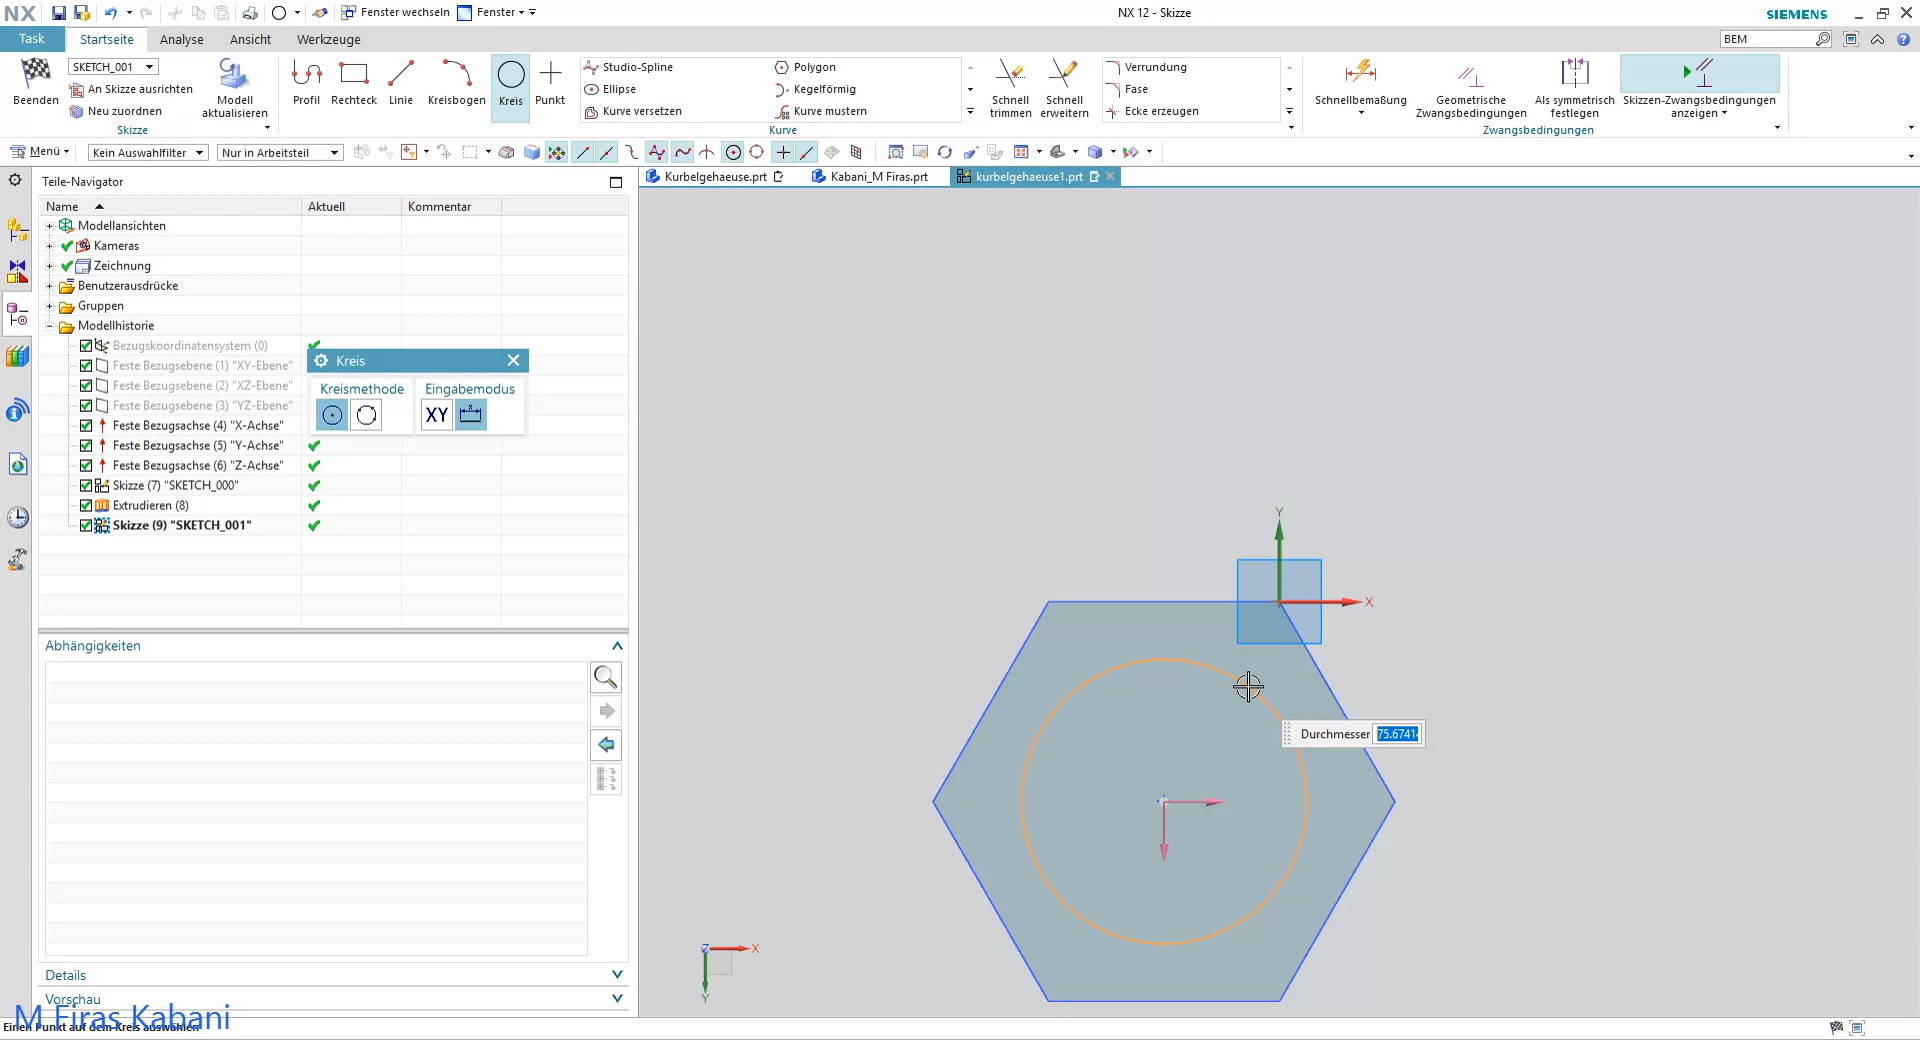 NX
Fenster wechseln
Fenster
NX 12 - Skizze
SIEMENS
Task
Startseite
Analyse
Ansicht
Werkzeuge
BEM
SKETCH_001
An Skizze ausrichten
Neu zuordnen
Beenden
Modell aktualisieren
Skizze
Profil
Rechteck
Linie
Kreisbogen
Kreis
Punkt
Studio-Spline
Ellipse
Kurve versetzen
Polygon
Kegelförmig
Kurve mustern
Kurve
Schnell trimmen
Schnell erweitern
Verrundung
Fase
Ecke erzeugen
Schnellbemaßung
Geometrische Zwangsbedingungen
Als symmetrisch festlegen
Skizzen-Zwangsbedingungen anzeigen
Zwangsbedingungen
Menü
Kein Auswahlfilter
Nur in Arbeitsteil
Teile-Navigator
Kurbelgehaeuse.prt
Kabani_M Firas.prt
kurbelgehaeuse1.prt
Name
Aktuell
Kommentar
Modellansichten
Kameras
Zeichnung
Benutzerausdrücke
Gruppen
Modellhistorie
Bezugskoordinatensystem (0)
Feste Bezugsebene (1) "XY-Ebene"
Feste Bezugsebene (2) "XZ-Ebene"
Feste Bezugsebene (3) "YZ-Ebene"
Feste Bezugsachse (4) "X-Achse"
Feste Bezugsachse (5) "Y-Achse"
Feste Bezugsachse (6) "Z-Achse"
Skizze (7) "SKETCH_000"
Extrudieren (8)
Skizze (9) "SKETCH_001"
Kreis
Kreismethode
Eingabemodus
XY
Y
X
Durchmesser 75.6741
Abhängigkeiten
Details
Vorschau
Z
X
Y
M Firas Kabani
Einen Punkt auf dem Kreis auswählen